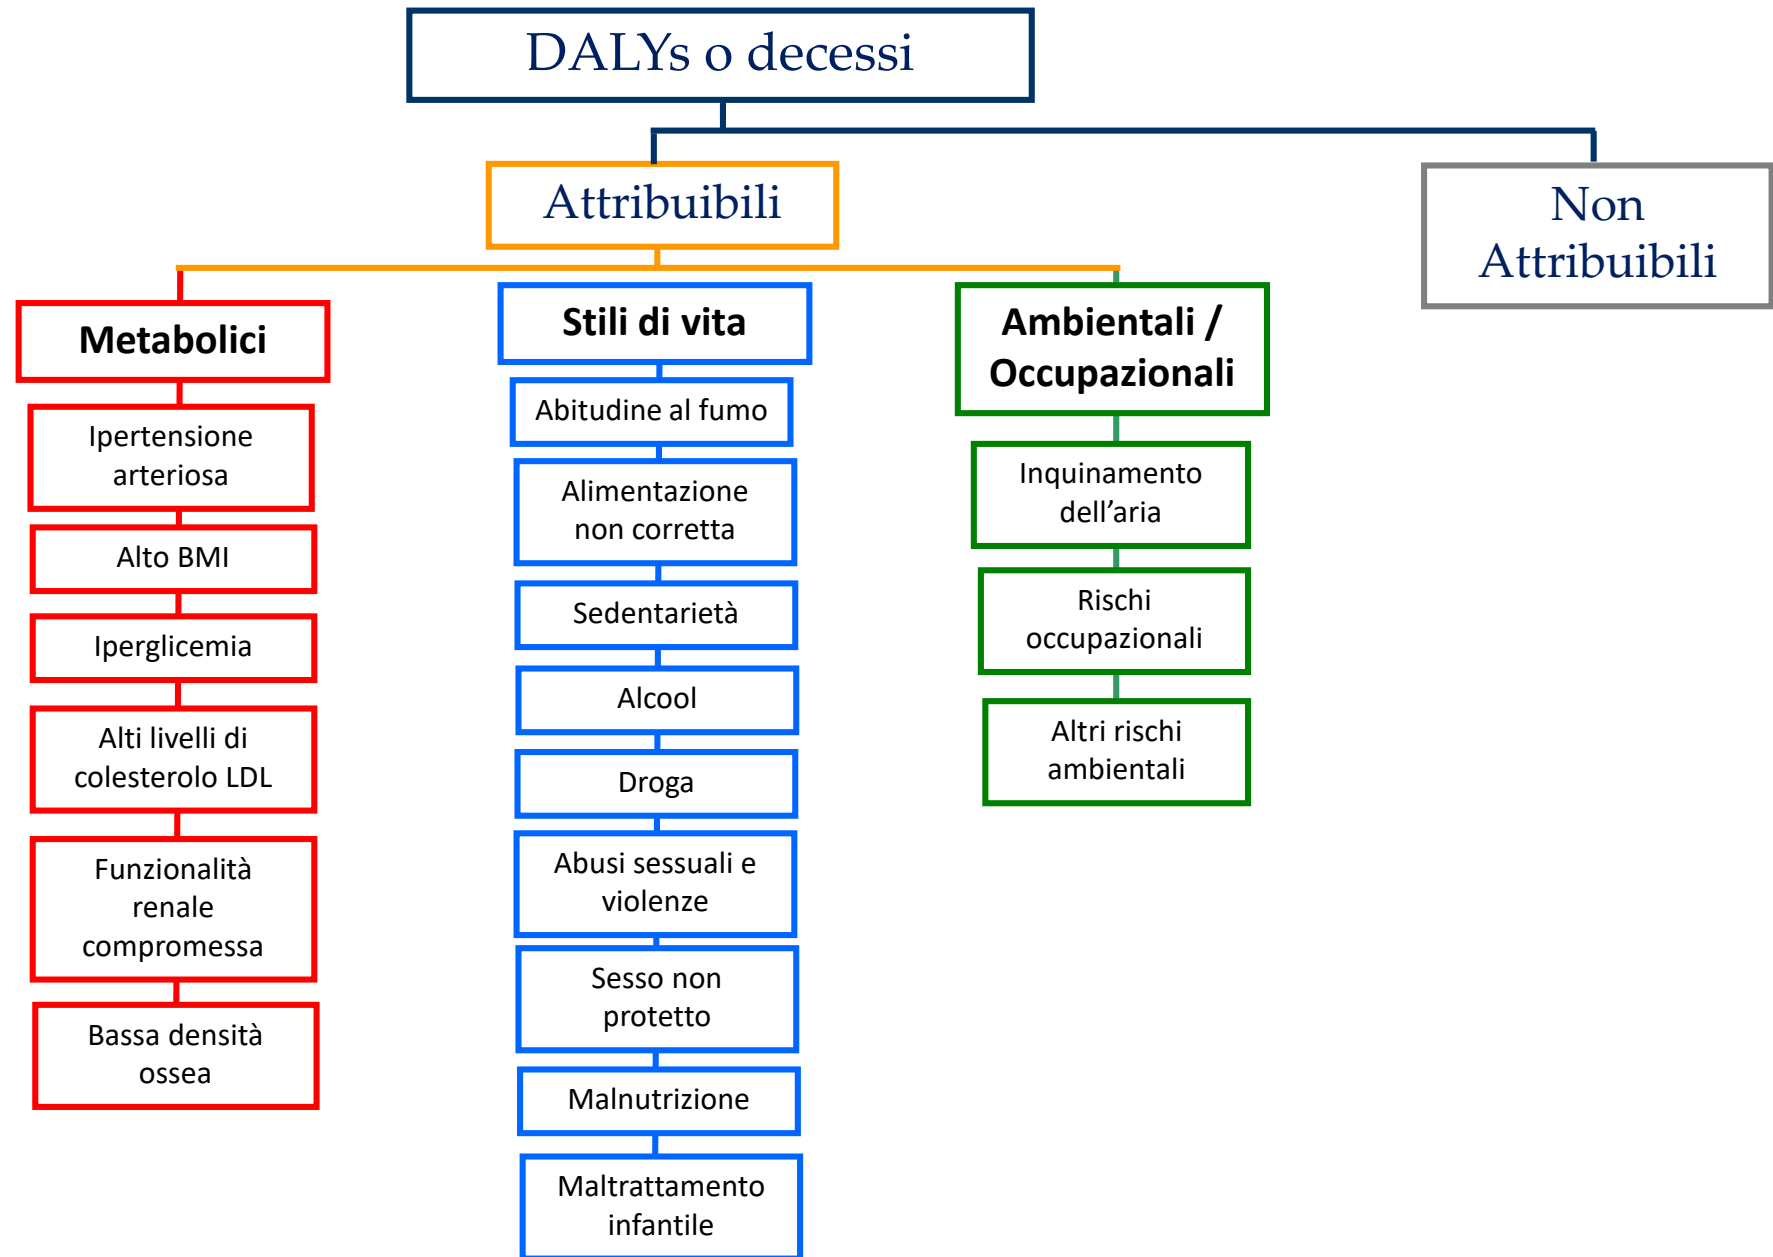 DALYs o decessi
Attribuibili
Non
Attribuibili
Metabolici
Ipertensione
arteriosa
Alto BMI
Iperglicemia
Alti livelli di
colesterolo LDL
Funzionalità
renale
compromessa
Bassa densità
ossea
Stili di vita
Abitudine al fumo
Alimentazione
non corretta
Sedentarietà
Alcool
Droga
Abusi sessuali e
violenze
Sesso non
protetto
Malnutrizione
Maltrattamento
infantile
Ambientali /
Occupazionali
Inquinamento
dell’aria
Rischi
occupazionali
Altri rischi
ambientali